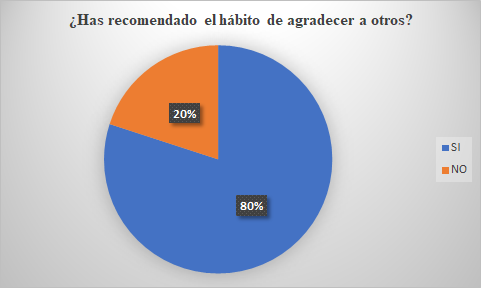 ¿Has recomendado el hábito de agradecer a otros?
20%
80%
SI
NO